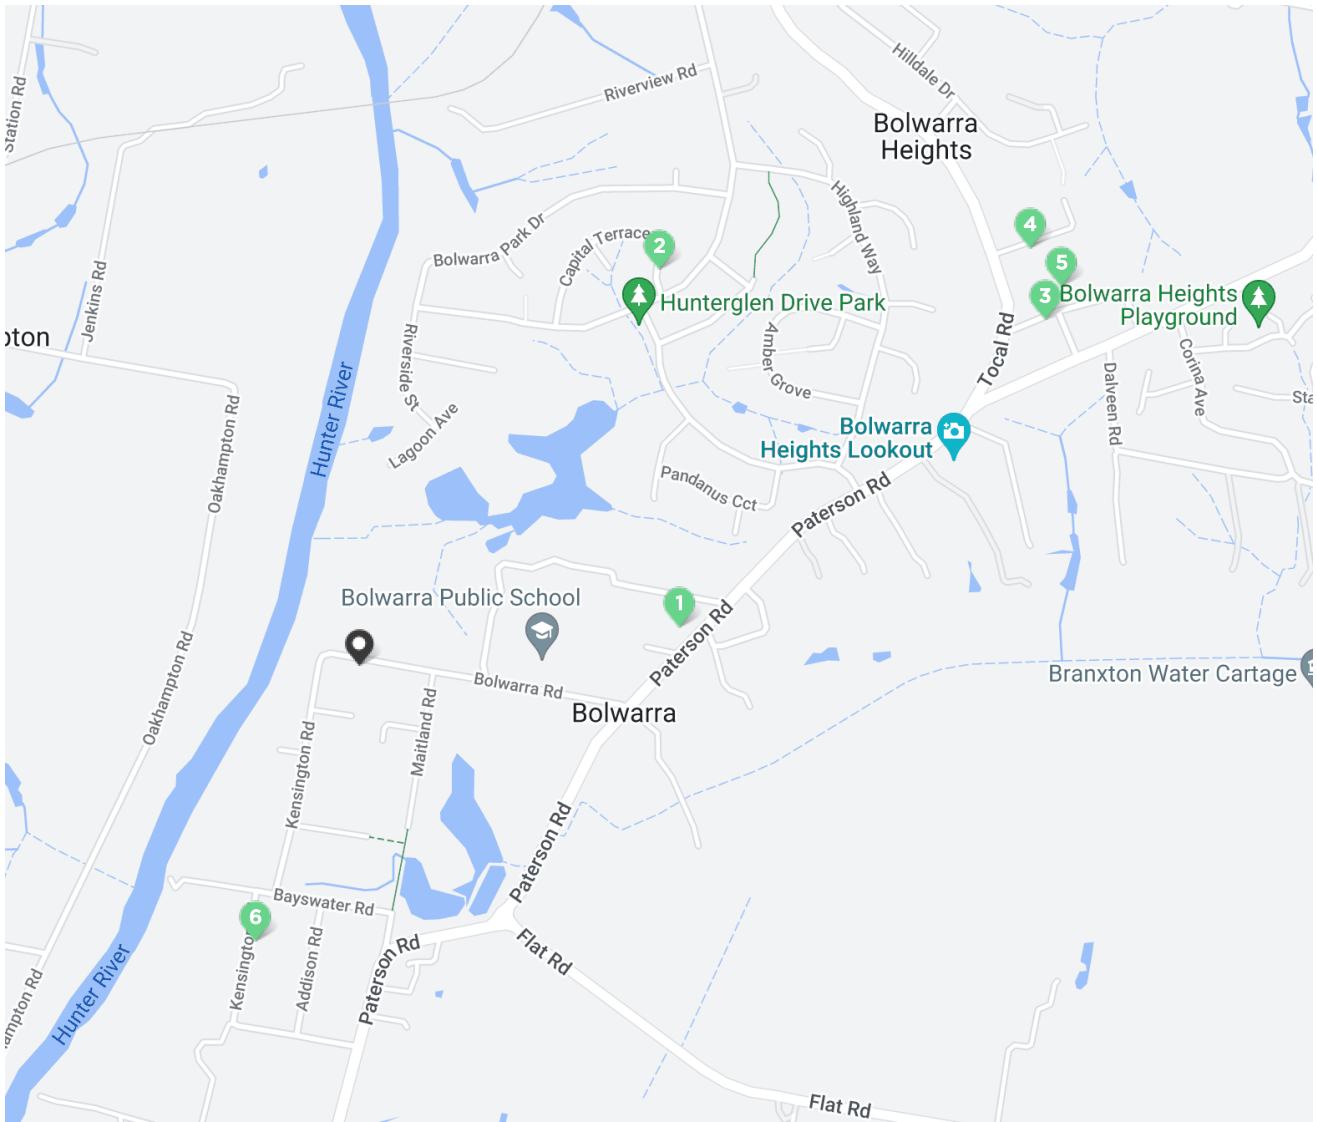 Station Rd
Riverview Rd
Hilldale Dr
Bolwarra
Heights
Highland Way
Bolwarra Park Dr
Capital Terrace
2
4
5
3
Jenkins Rd
Hunterglen Drive Park
Bolwarra Heights
Playground
oton
Riverside St
Amber Grove
Tocal Rd
Corina Ave
Dalveen Rd
Sta
Hunter River
Oakhampton Rd
Lagoon Ave
Bolwarra
Heights Lookout
Pandanus Cct
Paterson Rd
Bolwarra Public School
1
Paterson Rd
Oakhampton Rd
Bolwarra Rd
Branxton Water Cartage
Bolwarra
Maitland Rd
Kensington Rd
Paterson Rd
Bayswater Rd
6
Kensington
Addison Rd
Paterson Rd
Flat Rd
Hunter River
ampton Rd
Flat Rd